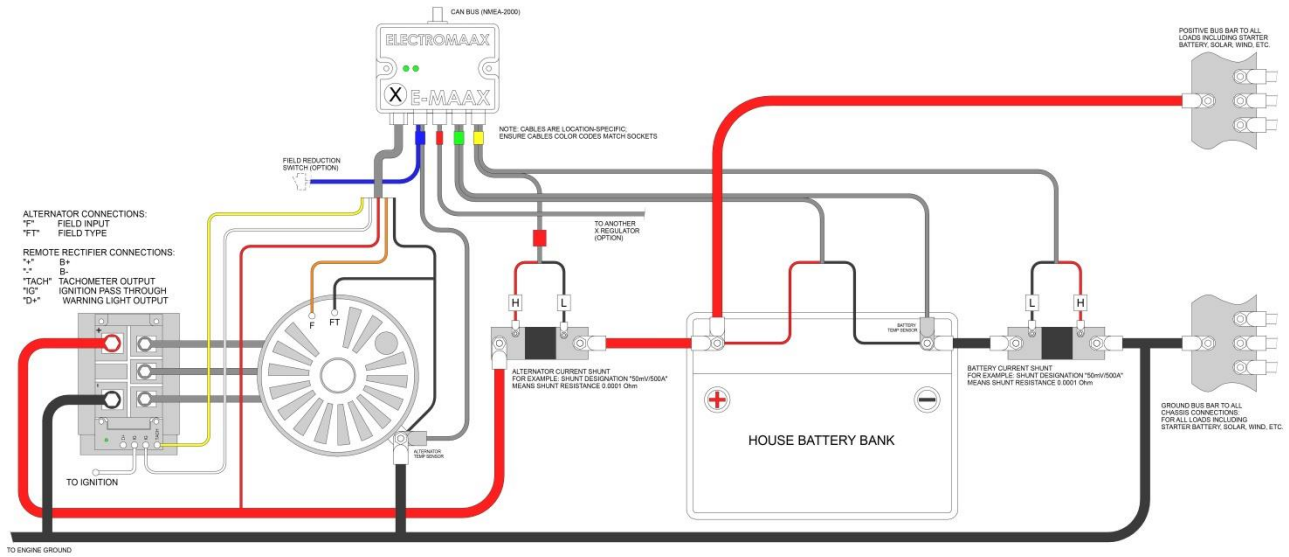 CAN BUS (NMEA-2000)
ELECTROMAAX
X E-MAAX
POSITIVE BUS BAR TO ALL
LOADS INCLUDING STARTER
BATTERY, SOLAR, WIND, ETC.
NOTE: CABLES ARE LOCATION-SPECIFIC;
ENSURE CABLES COLOR CODES MATCH SOCKETS
FIELD REDUCTION
SWITCH (OPTION)
ALTERNATOR CONNECTIONS:
"F" FIELD INPUT
"FT" FIELD TYPE
REMOTE RECTIFIER CONNECTIONS:
"+" B+
"-" B-
"TACH" TACHOMETER OUTPUT
"IG" IGNITION PASS THROUGH
"D+" WARNING LIGHT OUTPUT
TO ANOTHER
X REGULATOR
(OPTION)
H L
L H
F FT
+
-
D+ IG IG TACH
BATTERY
TEMP SENSOR
ALTERNATOR CURRENT SHUNT
FOR EXAMPLE: SHUNT DESIGNATION "50mV/500A"
MEANS SHUNT RESISTANCE 0.0001 Ohm
BATTERY CURRENT SHUNT
FOR EXAMPLE: SHUNT DESIGNATION "50mV/500A"
MEANS SHUNT RESISTANCE 0.0001 Ohm
+
-
HOUSE BATTERY BANK
GROUND BUS BAR TO ALL
CHASSIS CONNECTIONS:
FOR ALL LOADS INCLUDING
STARTER BATTERY, SOLAR, WIND, ETC.
ALTERNATOR
TEMP SENSOR
TO IGNITION
TO ENGINE GROUND